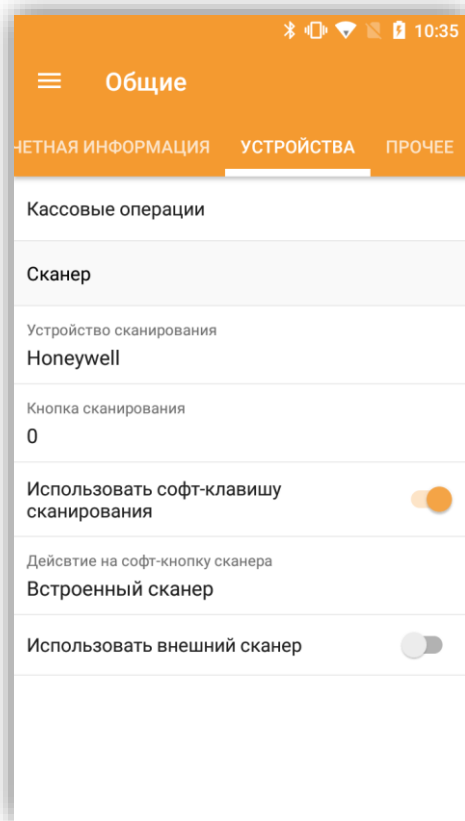 10:35
Общие
ЧЕТНАЯ ИНФОРМАЦИЯ УСТРОЙСТВА ПРОЧЕЕ
Кассовые операции
Сканер
Устройство сканирования
Honeywell
Кнопка сканирования
0
Использовать софт-клавишу
сканирования
Дейсвтие на софт-кнопку сканера
Встроенный сканер
Использовать внешний сканер